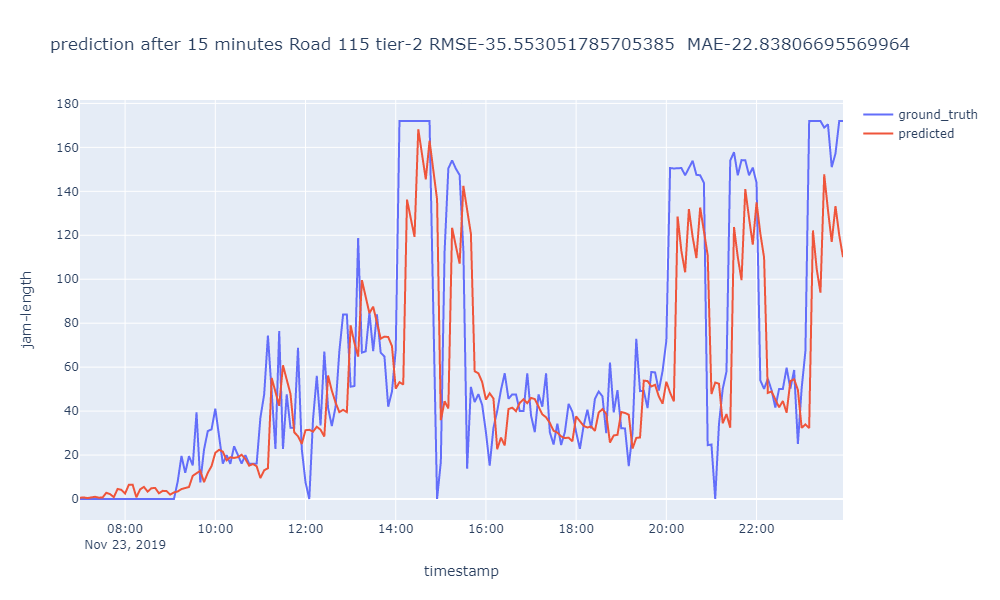 prediction after 15 minutes Road 115 tier-2 RMSE-35.553051785705385  MAE-22.83806695569964
ground_truth
predicted
180
160
140
120
100
80
60
40
20
0
jam-length
08:00 10:00 12:00 14:00 16:00 18:00 20:00 22:00
Nov 23, 2019
timestamp